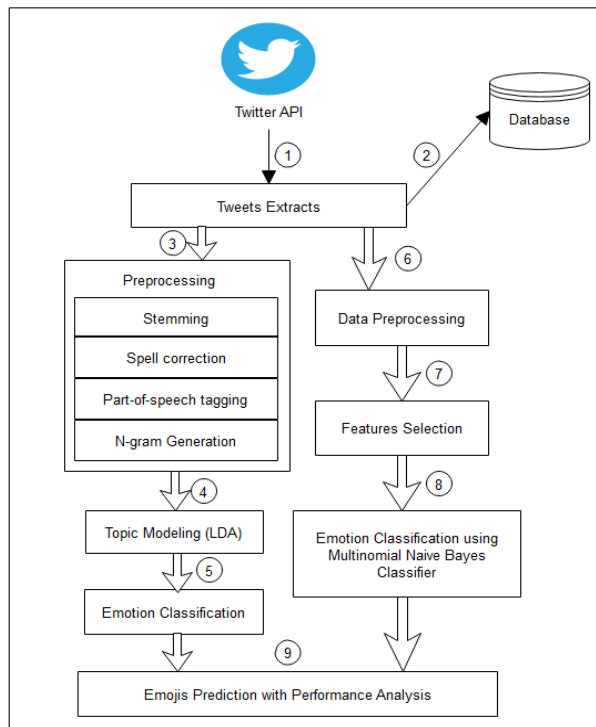 Twitter API
Database
1
2
Tweets Extracts
3
6
Preprocessing
Stemming
Spell correction
Part-of-speech tagging
N-gram Generation
Data Preprocessing
7
Features Selection
4
8
Topic Modeling (LDA)
Emotion Classification using
Multinomial Naive Bayes
Classifier
5
Emotion Classification
9
Emojis Prediction with Performance Analysis